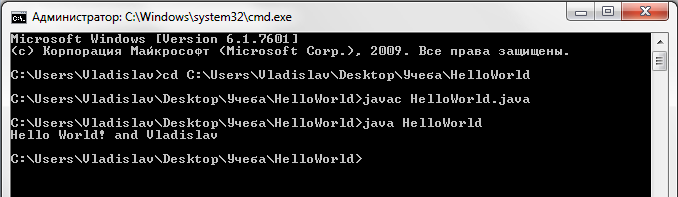 Администратор: C:\Windows\system32\cmd.exe
Microsoft Windows [Version 6.1.7601]
(c) Корпорация Майкрософт (Microsoft Corp.), 2009. Все права защищены.
C:\Users\Vladislav>cd C:\Users\Vladislav\Desktop\Учеба\HelloWorld
C:\Users\Vladislav\Desktop\Учеба\HelloWorld>javac HelloWorld.java
C:\Users\Vladislav\Desktop\Учеба\HelloWorld>java HelloWorld
Hello World! and Vladislav
C:\Users\Vladislav\Desktop\Учеба\HelloWorld>